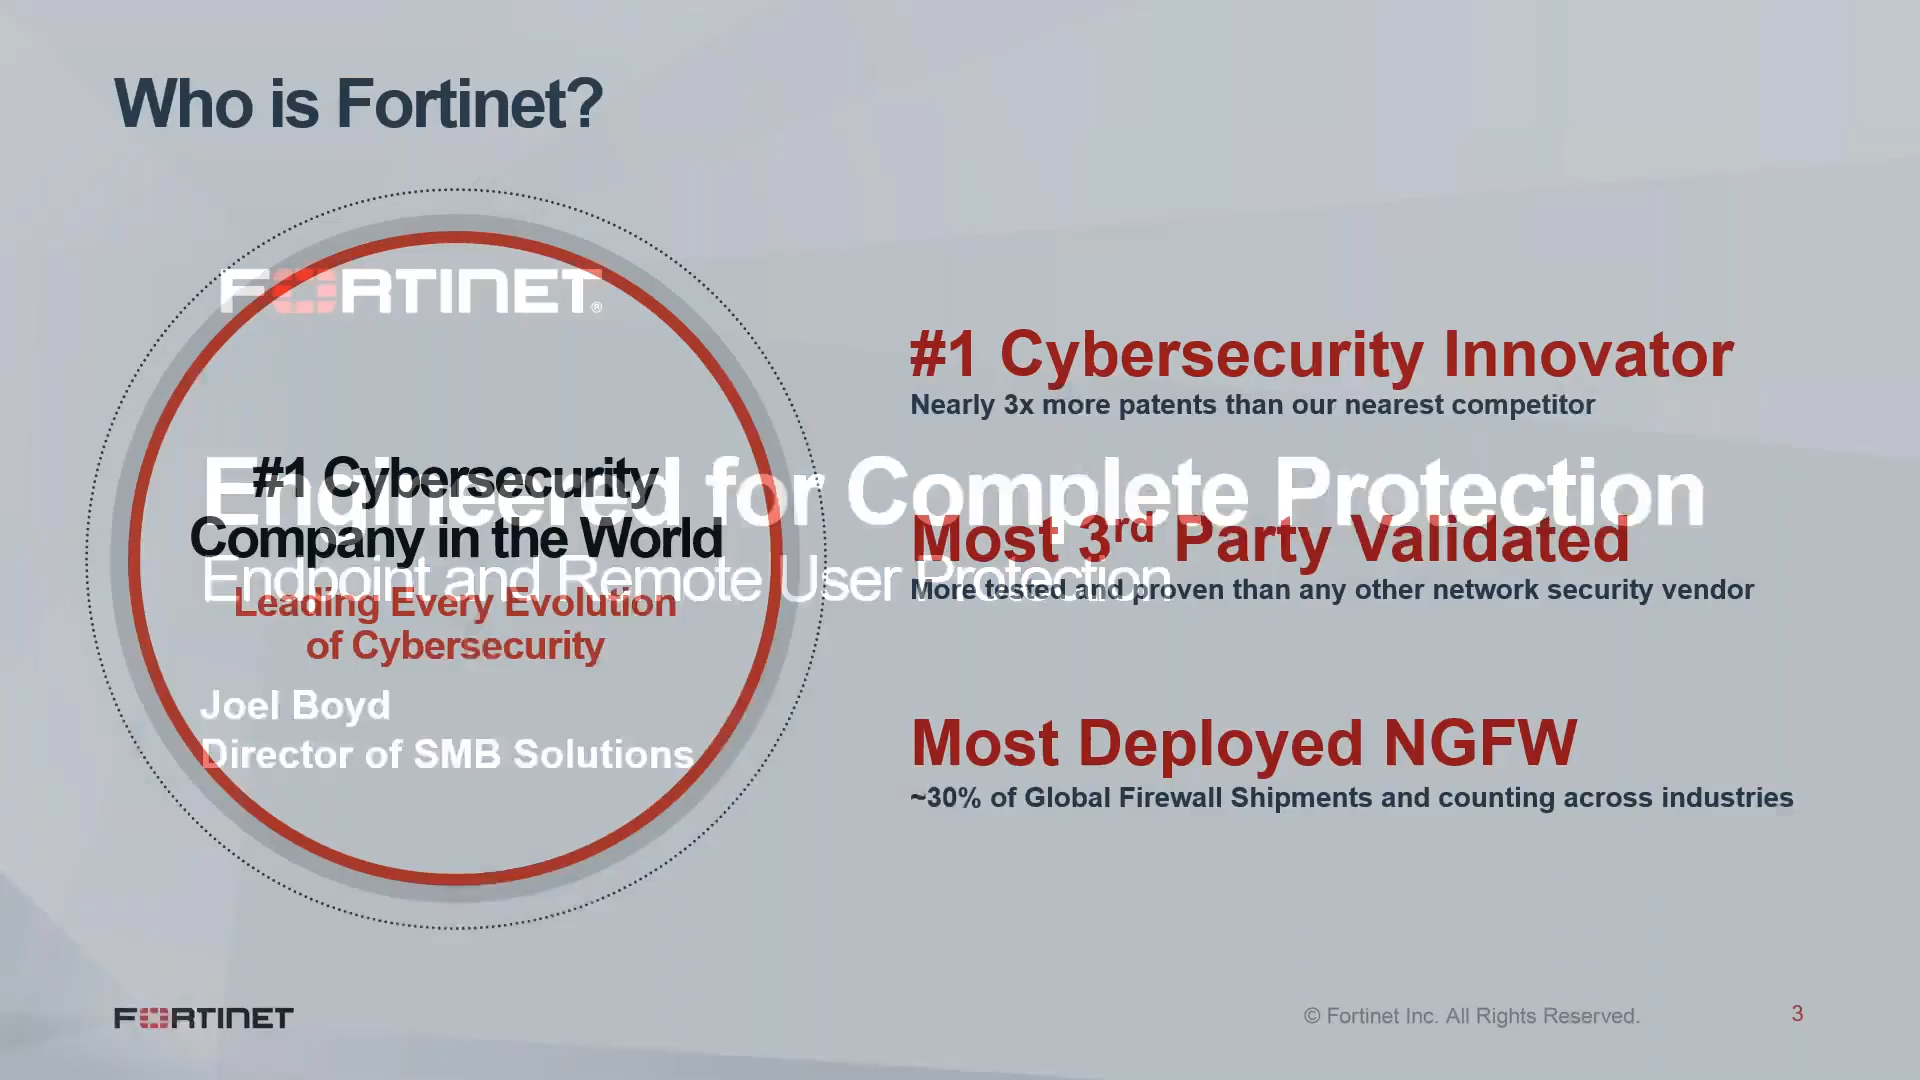 Who is Fortinet?
FORTINET®
#1 Cybersecurity
Company in the World
Leading Every Evolution
of Cybersecurity
Engineered for Complete Protection
Endpoint and Remote User Protection
Joel Boyd
Director of SMB Solutions
#1 Cybersecurity Innovator
Nearly 3x more patents than our nearest competitor
Most 3rd Party Validated
More tested and proven than any other network security vendor
Most Deployed NGFW
~30% of Global Firewall Shipments and counting across industries
FORTINET
© Fortinet Inc. All Rights Reserved.
3